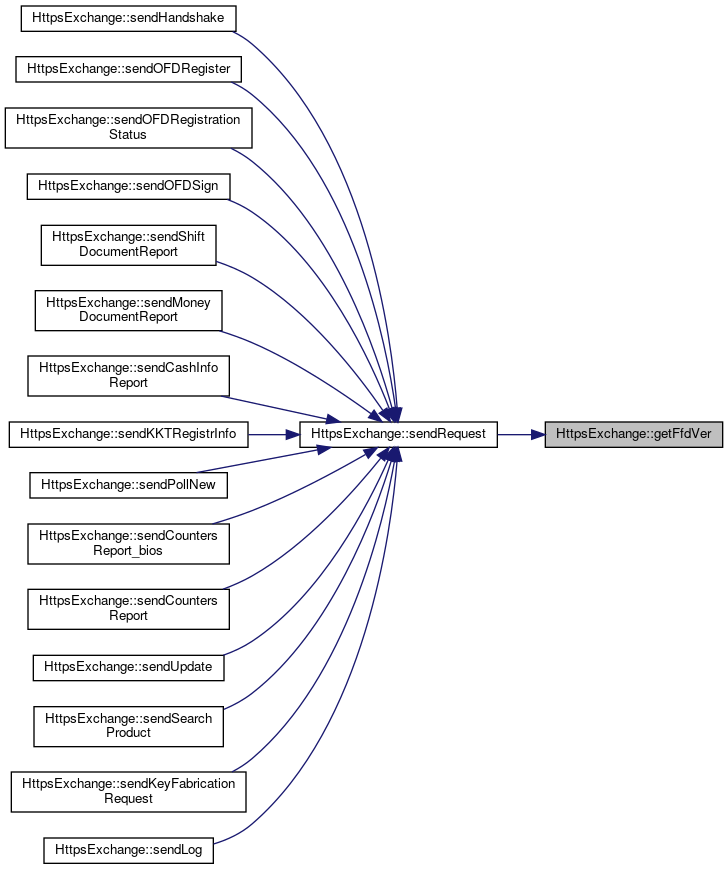 HttpsExchange::sendHandshake
HttpsExchange::sendOFDRegister
HttpsExchange::sendOFDRegistration
Status
HttpsExchange::sendOFDSign
HttpsExchange::sendShift
DocumentReport
HttpsExchange::sendMoney
DocumentReport
HttpsExchange::sendCashInfo
Report
HttpsExchange::sendKKTRegistrInfo
HttpsExchange::sendRequest
HttpsExchange::getFfdVer
HttpsExchange::sendPollNew
HttpsExchange::sendCounters
Report_bios
HttpsExchange::sendCounters
Report
HttpsExchange::sendUpdate
HttpsExchange::sendSearch
Product
HttpsExchange::sendKeyFabrication
Request
HttpsExchange::sendLog